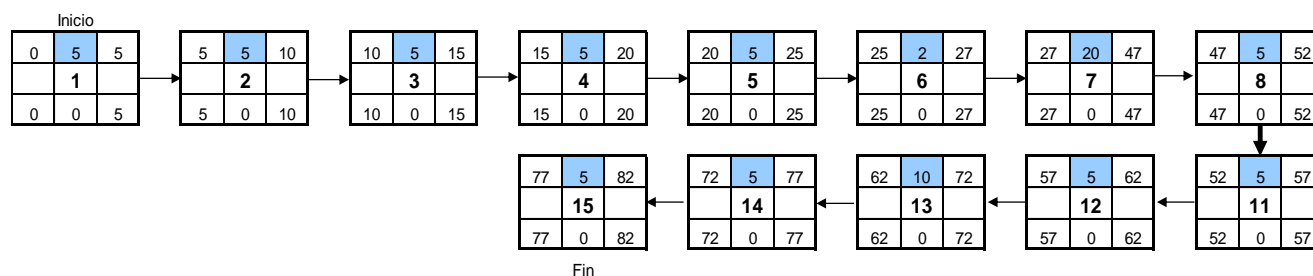 Inicio
0 5 5 5 5 10 10 5 15 15 5 20 20 5 25 25 2 27 27 20 47 47 5 52
1 2 3 4 5 6 7 8
0 0 5 5 0 10 10 0 15 15 0 20 20 0 25 25 0 27 27 0 47 47 0 52
77 5 82 72 5 77 62 10 72 57 5 62 52 5 57
15 14 13 12 11
77 0 82 72 0 77 62 0 72 57 0 62 52 0 57
Fin